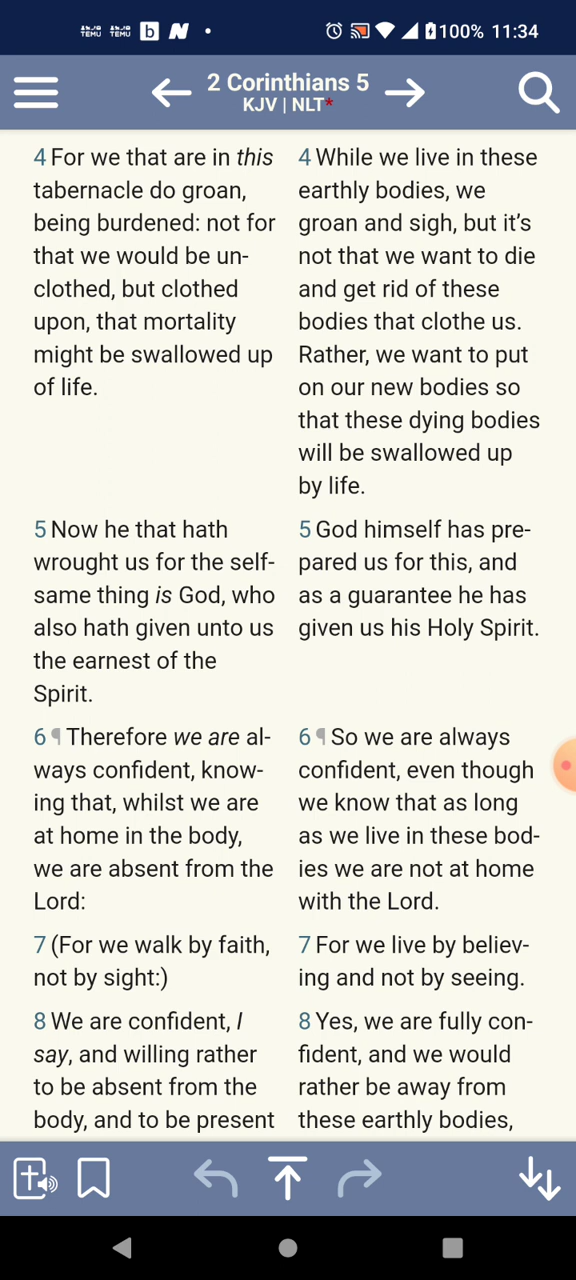 TEMU TEMU b N 100% 11:34
2 Corinthians 5
KJV | NLT*
4 For we that are in this
tabernacle do groan,
being burdened: not for
that we would be un-
clothed, but clothed
upon, that mortality
might be swallowed up
of life.
4 While we live in these
earthly bodies, we
groan and sigh, but it’s
not that we want to die
and get rid of these
bodies that clothe us.
Rather, we want to put
on our new bodies so
that these dying bodies
will be swallowed up
by life.
5 Now he that hath
wrought us for the self-
same thing is God, who
also hath given unto us
the earnest of the
Spirit.
5 God himself has pre-
pared us for this, and
as a guarantee he has
given us his Holy Spirit.
6 ¶ Therefore we are al-
ways confident, know-
ing that, whilst we are
at home in the body,
we are absent from the
Lord:
6 ¶ So we are always
confident, even though
we know that as long
as we live in these bod-
ies we are not at home
with the Lord.
7 (For we walk by faith,
not by sight:)
7 For we live by believ-
ing and not by seeing.
8 We are confident, I
say, and willing rather
to be absent from the
body, and to be present
8 Yes, we are fully con-
fident, and we would
rather be away from
these earthly bodies,